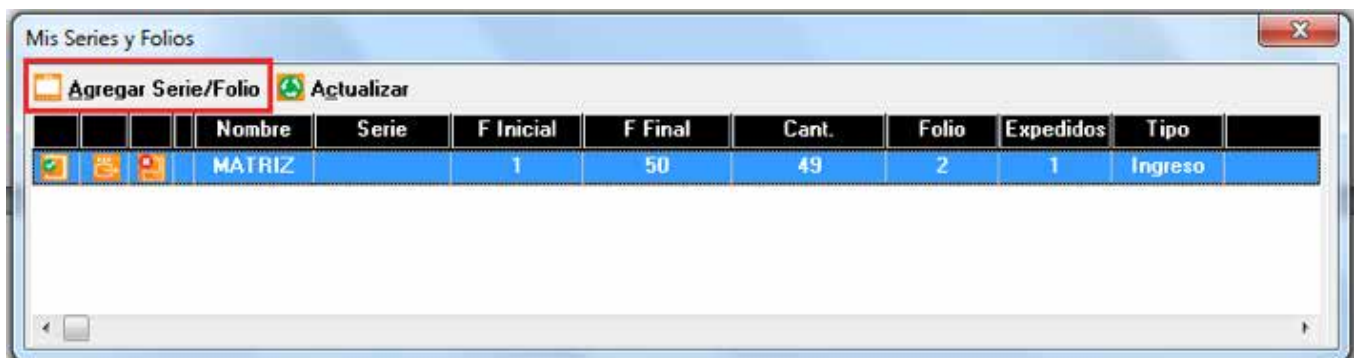 Mis Series y Folios
Agregar Serie/Folio Actualizar
Nombre Serie F Inicial F Final Cant. Folio Expedidos Tipo
MATRIZ 1 50 49 2 1 Ingreso